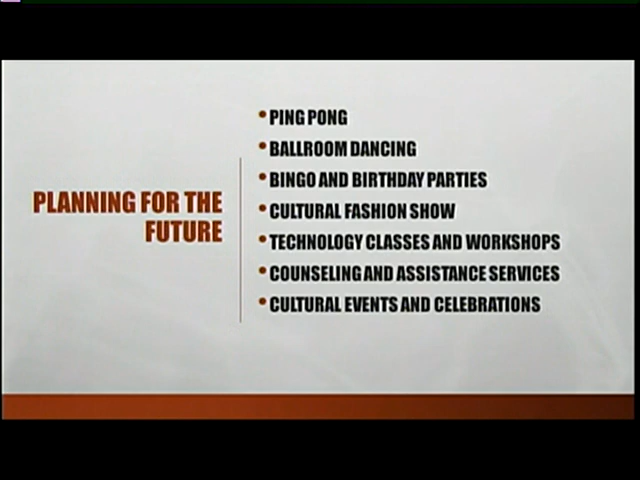 PLANNING FOR THE
FUTURE
• PING PONG
• BALLROOM DANCING
• BINGO AND BIRTHDAY PARTIES
• CULTURAL FASHION SHOW
• TECHNOLOGY CLASSES AND WORKSHOPS
• COUNSELING AND ASSISTANCE SERVICES
• CULTURAL EVENTS AND CELEBRATIONS